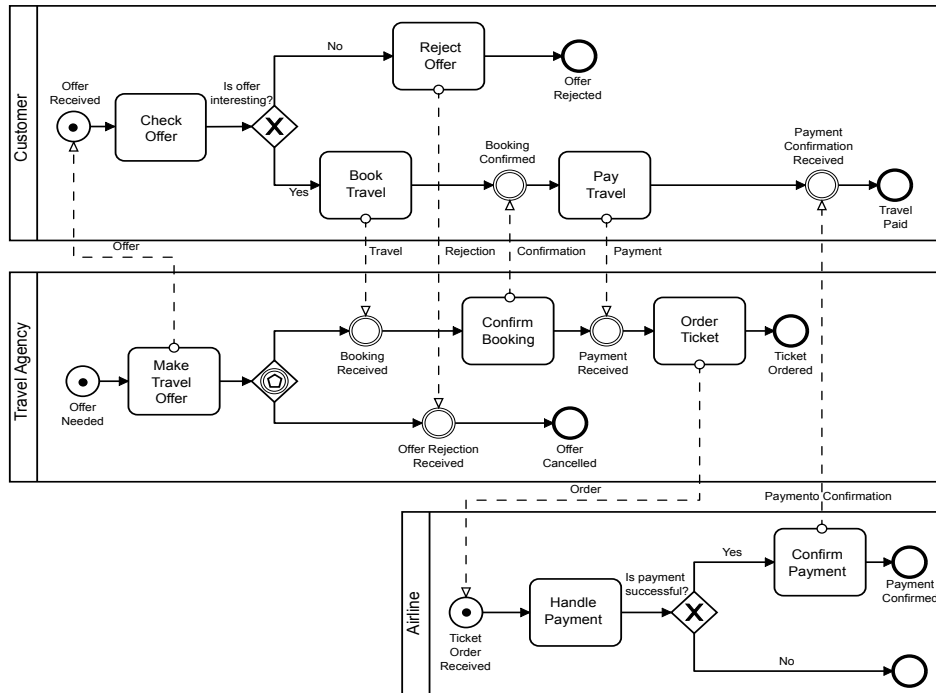 Customer
Offer
Received
Check
Offer
Is offer
interesting?
No
Reject
Offer
Offer
Rejected
Yes
Book
Travel
Booking
Confirmed
Pay
Travel
Payment
Confirmation
Received
Travel
Paid
Offer
Travel
Rejection
Confirmation
Payment
Travel Agency
Offer
Needed
Make
Travel
Offer
Booking
Received
Confirm
Booking
Payment
Received
Order
Ticket
Ticket
Ordered
Offer Rejection
Received
Offer
Cancelled
Order
Paymento Confirmation
Airline
Ticket
Order
Received
Handle
Payment
Is payment
successful?
Yes
Confirm
Payment
Payment
Confirmed
No